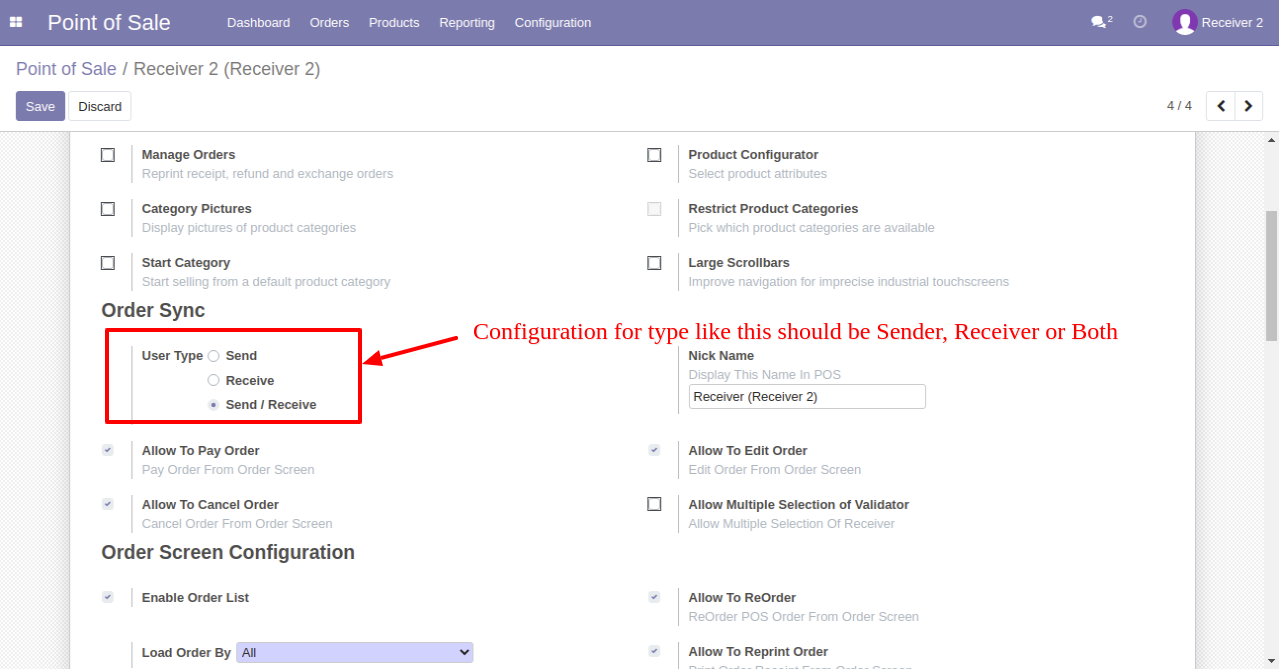 Point of Sale Dashboard Orders Products Reporting Configuration 2 Receiver 2
Point of Sale / Receiver 2 (Receiver 2)
Save Discard 4 / 4
Manage Orders
Reprint receipt, refund and exchange orders
Product Configurator
Select product attributes
Category Pictures
Display pictures of product categories
Restrict Product Categories
Pick which product categories are available
Start Category
Start selling from a default product category
Large Scrollbars
Improve navigation for imprecise industrial touchscreens
Order Sync
Configuration for type like this should be Sender, Receiver or Both
User Type Send
Receive
Send / Receive
Nick Name
Display This Name In POS
Receiver (Receiver 2)
Allow To Pay Order
Pay Order From Order Screen
Allow To Edit Order
Edit Order From Order Screen
Allow To Cancel Order
Cancel Order From Order Screen
Allow Multiple Selection of Validator
Allow Multiple Selection Of Receiver
Order Screen Configuration
Enable Order List
Allow To ReOrder
ReOrder POS Order From Order Screen
Load Order By All
Allow To Reprint Order
Print Order Receipt From Order Screen